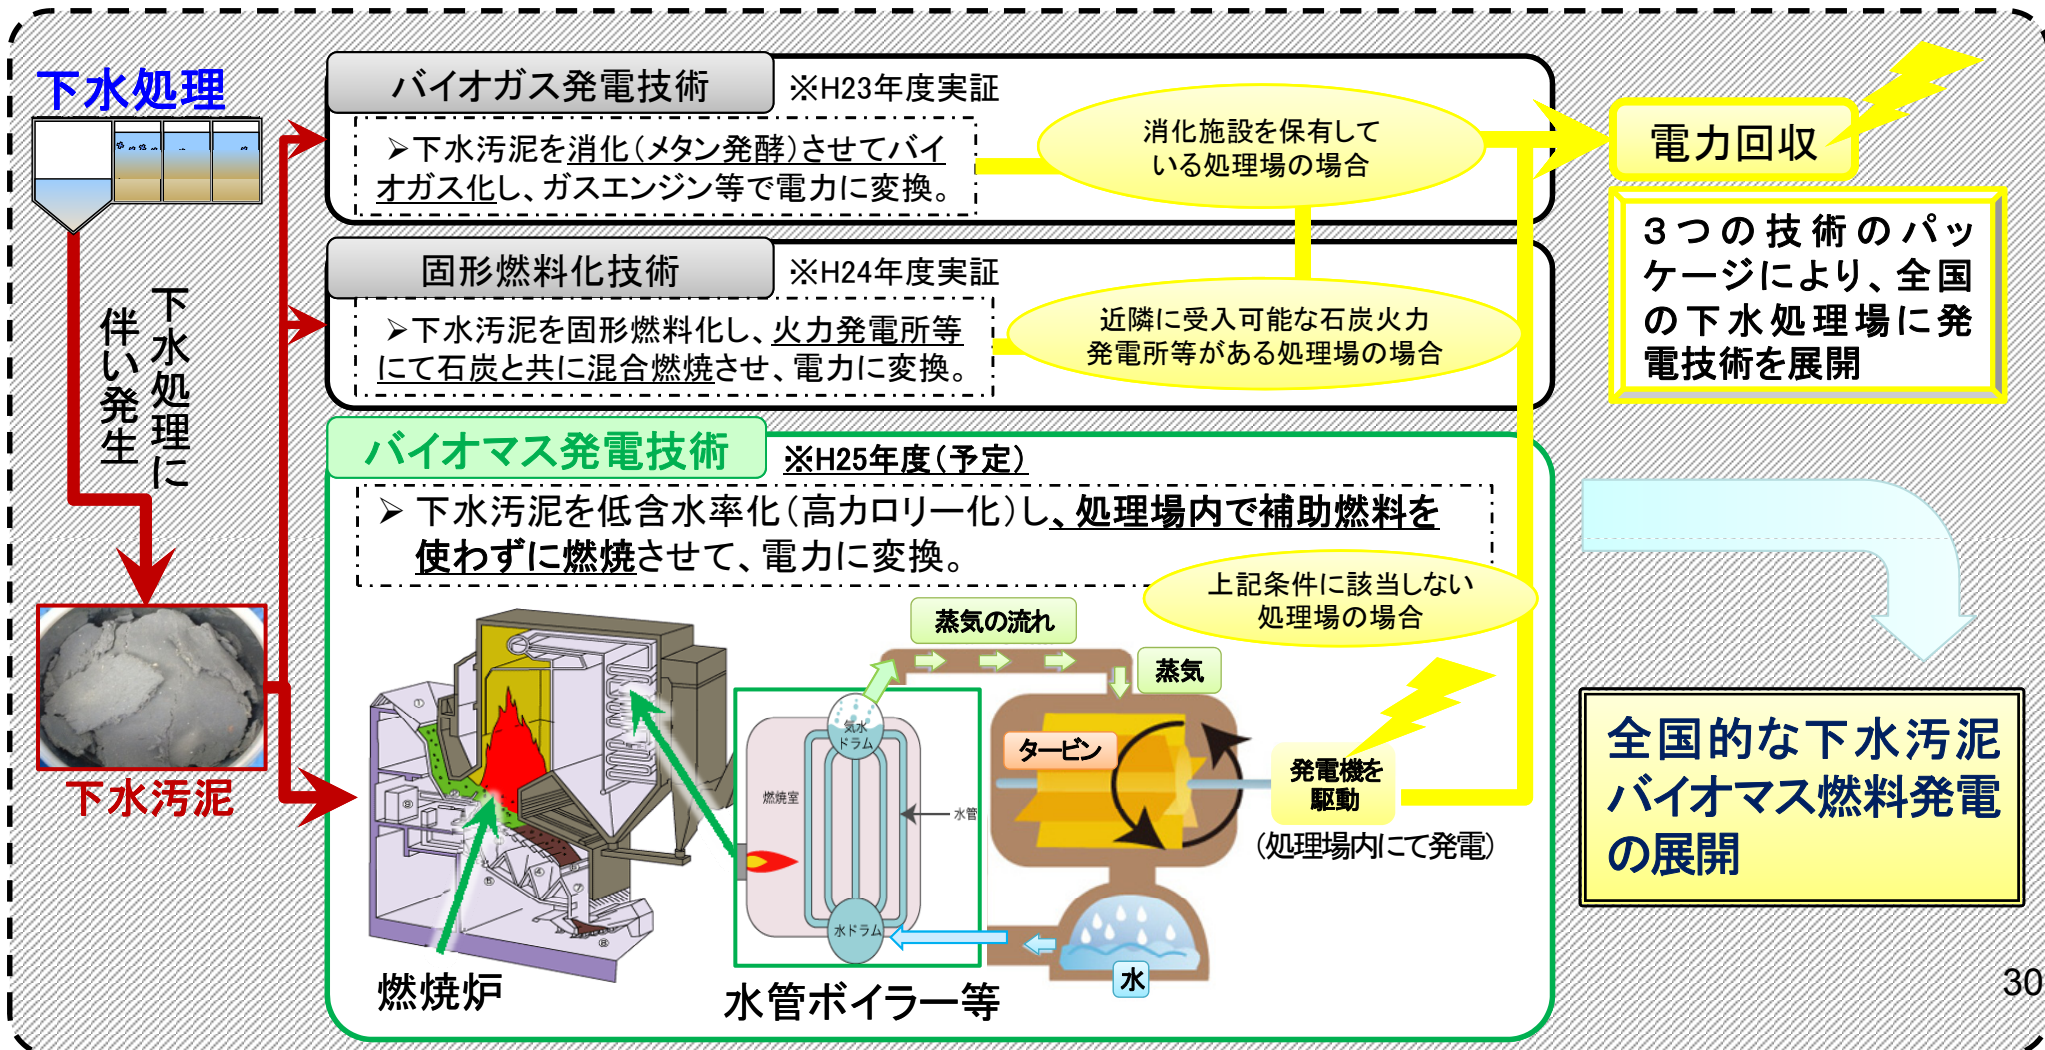 下水処理
下水処理に
伴い発生
下水汚泥
バイオガス発電技術
※H23年度実証
➢下水汚泥を消化(メタン発酵)させてバイ
オガス化し、ガスエンジン等で電力に変換。
消化施設を保有して
いる処理場の場合
固形燃料化技術
※H24年度実証
➢下水汚泥を固形燃料化し、火力発電所等
にて石炭と共に混合燃焼させ、電力に変換。
近隣に受入可能な石炭火力
発電所等がある処理場の場合
バイオマス発電技術
※H25年度(予定)
➢ 下水汚泥を低含水率化(高カロリー化)し、処理場内で補助燃料を
使わずに燃焼させて、電力に変換。
上記条件に該当しない
処理場の場合
蒸気の流れ
蒸気
気水
ドラム
燃焼室
水管
水ドラム
タービン
発電機を
駆動
(処理場内にて発電)
水
燃焼炉
水管ボイラー等
電力回収
3つの技術のパッ
ケージにより、全国
の下水処理場に発
電技術を展開
全国的な下水汚泥
バイオマス燃料発電
の展開
30